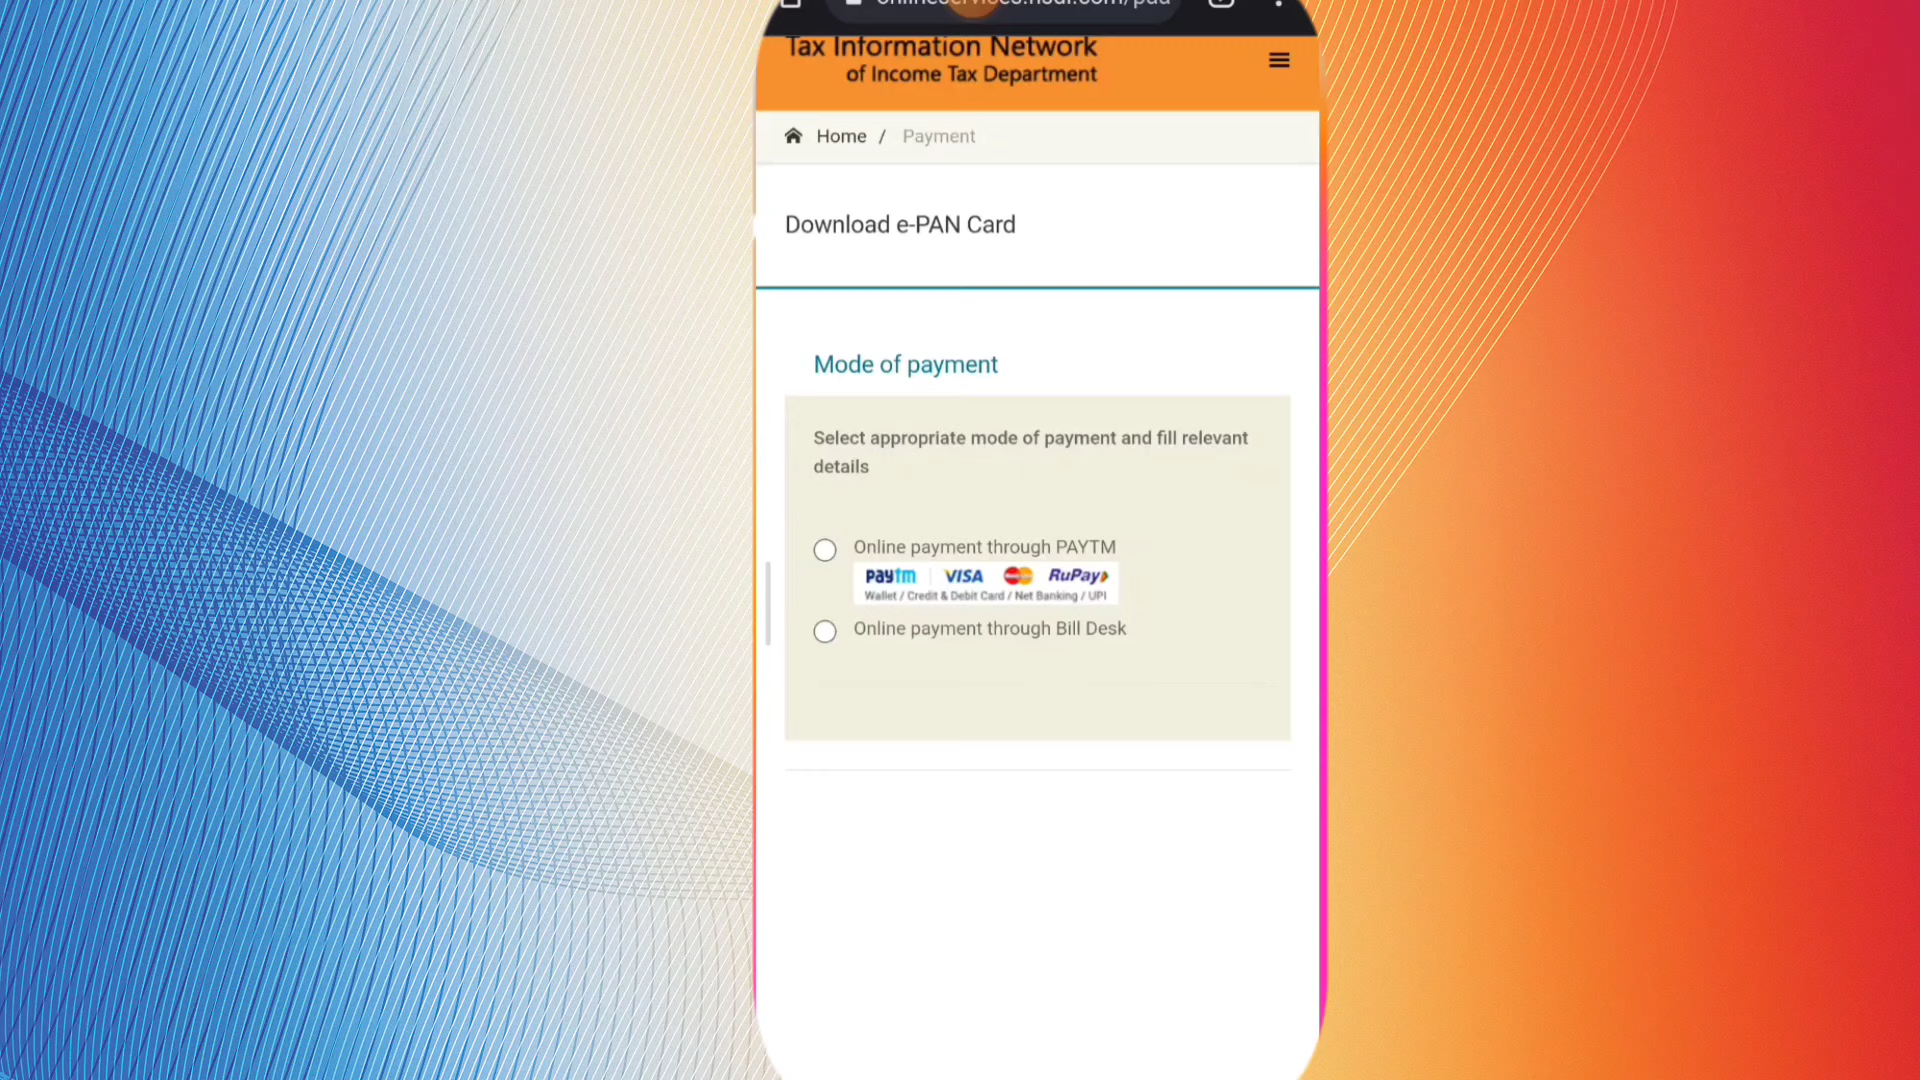 Tax Information Network
of Income Tax Department
Home / Payment
Download e-PAN Card
Mode of payment
Select appropriate mode of payment and fill relevant
details
Online payment through PAYTM
paytm VISA RuPay
Wallet / Credit & Debit Card / Net Banking / UPI
Online payment through Bill Desk